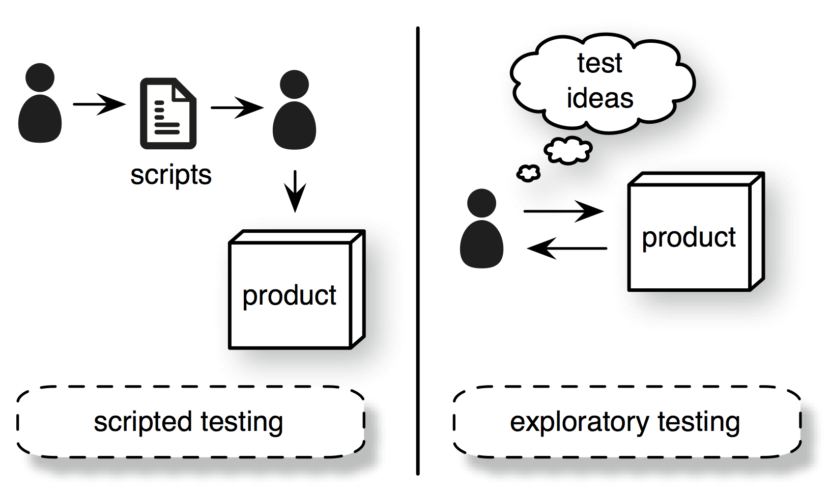 scripts
product
scripted testing
test
ideas
product
exploratory testing